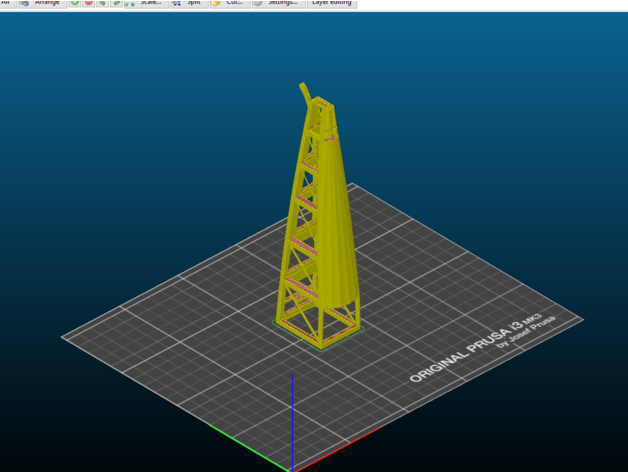 All Arrange Scale... Split Cut... Settings... Layer editing
ORIGINAL PRUSA i3 MK3
by Josef Prusa